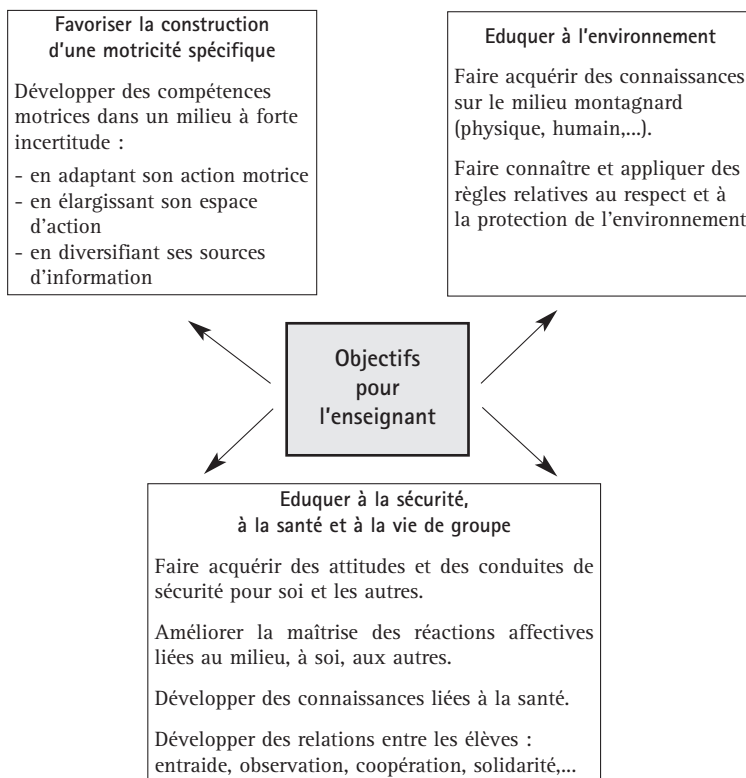 Favoriser la construction
d'une motricité spécifique
Développer des compétences
motrices dans un milieu à forte
incertitude :
- en adaptant son action motrice
- en élargissant son espace
d'action
- en diversifiant ses sources
d'information
Eduquer à l'environnement
Faire acquérir des connaissances
sur le milieu montagnard
(physique, humain,...).
Faire connaître et appliquer des
règles relatives au respect et à
la protection de l'environnement
Objectifs
pour
l'enseignant
Eduquer à la sécurité,
à la santé et à la vie de groupe
Faire acquérir des attitudes et des conduites de
sécurité pour soi et les autres.
Améliorer la maîtrise des réactions affectives
liées au milieu, à soi, aux autres.
Développer des connaissances liées à la santé.
Développer des relations entre les élèves :
entraide, observation, coopération, solidarité,...